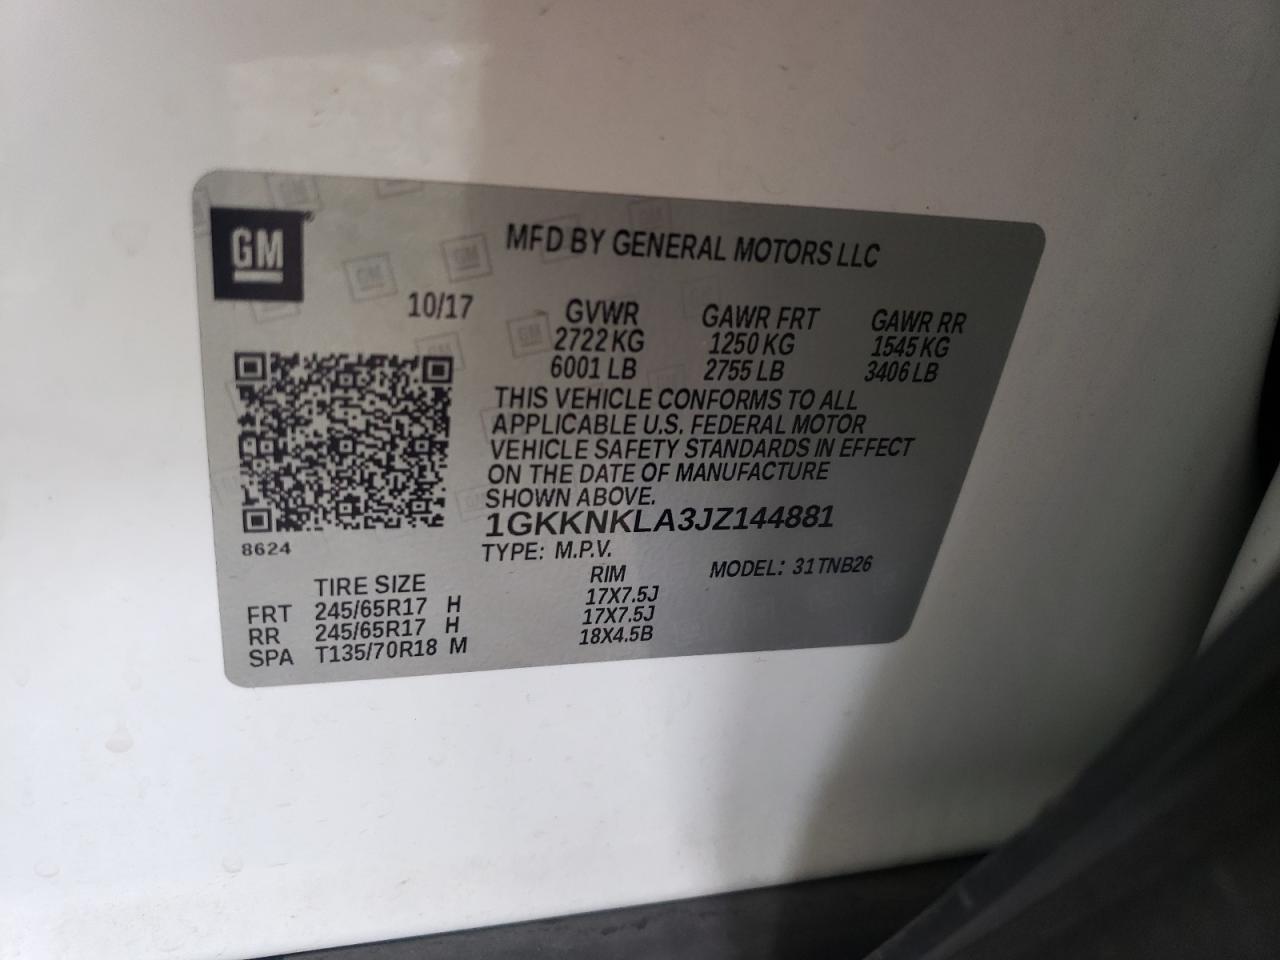 GM
MFD BY GENERAL MOTORS LLC
10/17
GVWR GAWR FRT GAWR RR
2722 KG 1250 KG 1545 KG
6001 LB 2755 LB 3406 LB
THIS VEHICLE CONFORMS TO ALL
APPLICABLE U.S. FEDERAL MOTOR
VEHICLE SAFETY STANDARDS IN EFFECT
ON THE DATE OF MANUFACTURE
SHOWN ABOVE.
1GKKNKLA3JZ144881
8624
TYPE: M.P.V. MODEL: 31TNB26
TIRE SIZE RIM
FRT 245/65R17 H 17X7.5J
RR 245/65R17 H 17X7.5J
SPA T135/70R18 M 18X4.5B